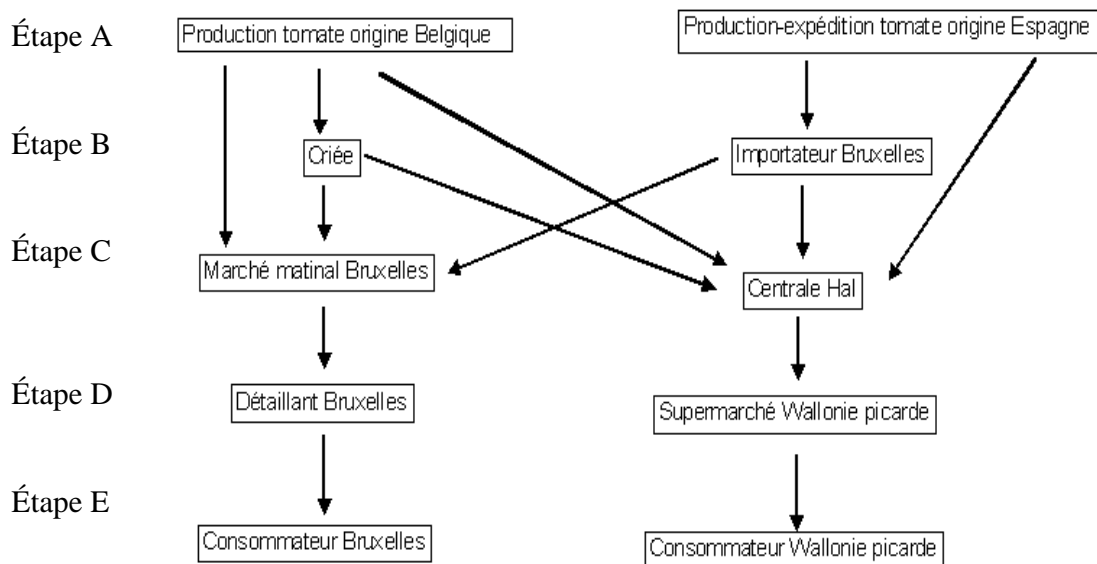 Étape A
Production tomate origine Belgique
Production-expédition tomate origine Espagne
Étape B
Criée
Importateur Bruxelles
Étape C
Marché matinal Bruxelles
Centrale Hal
Étape D
Détaillant Bruxelles
Supermarché Wallonie picarde
Étape E
Consommateur Bruxelles
Consommateur Wallonie picarde